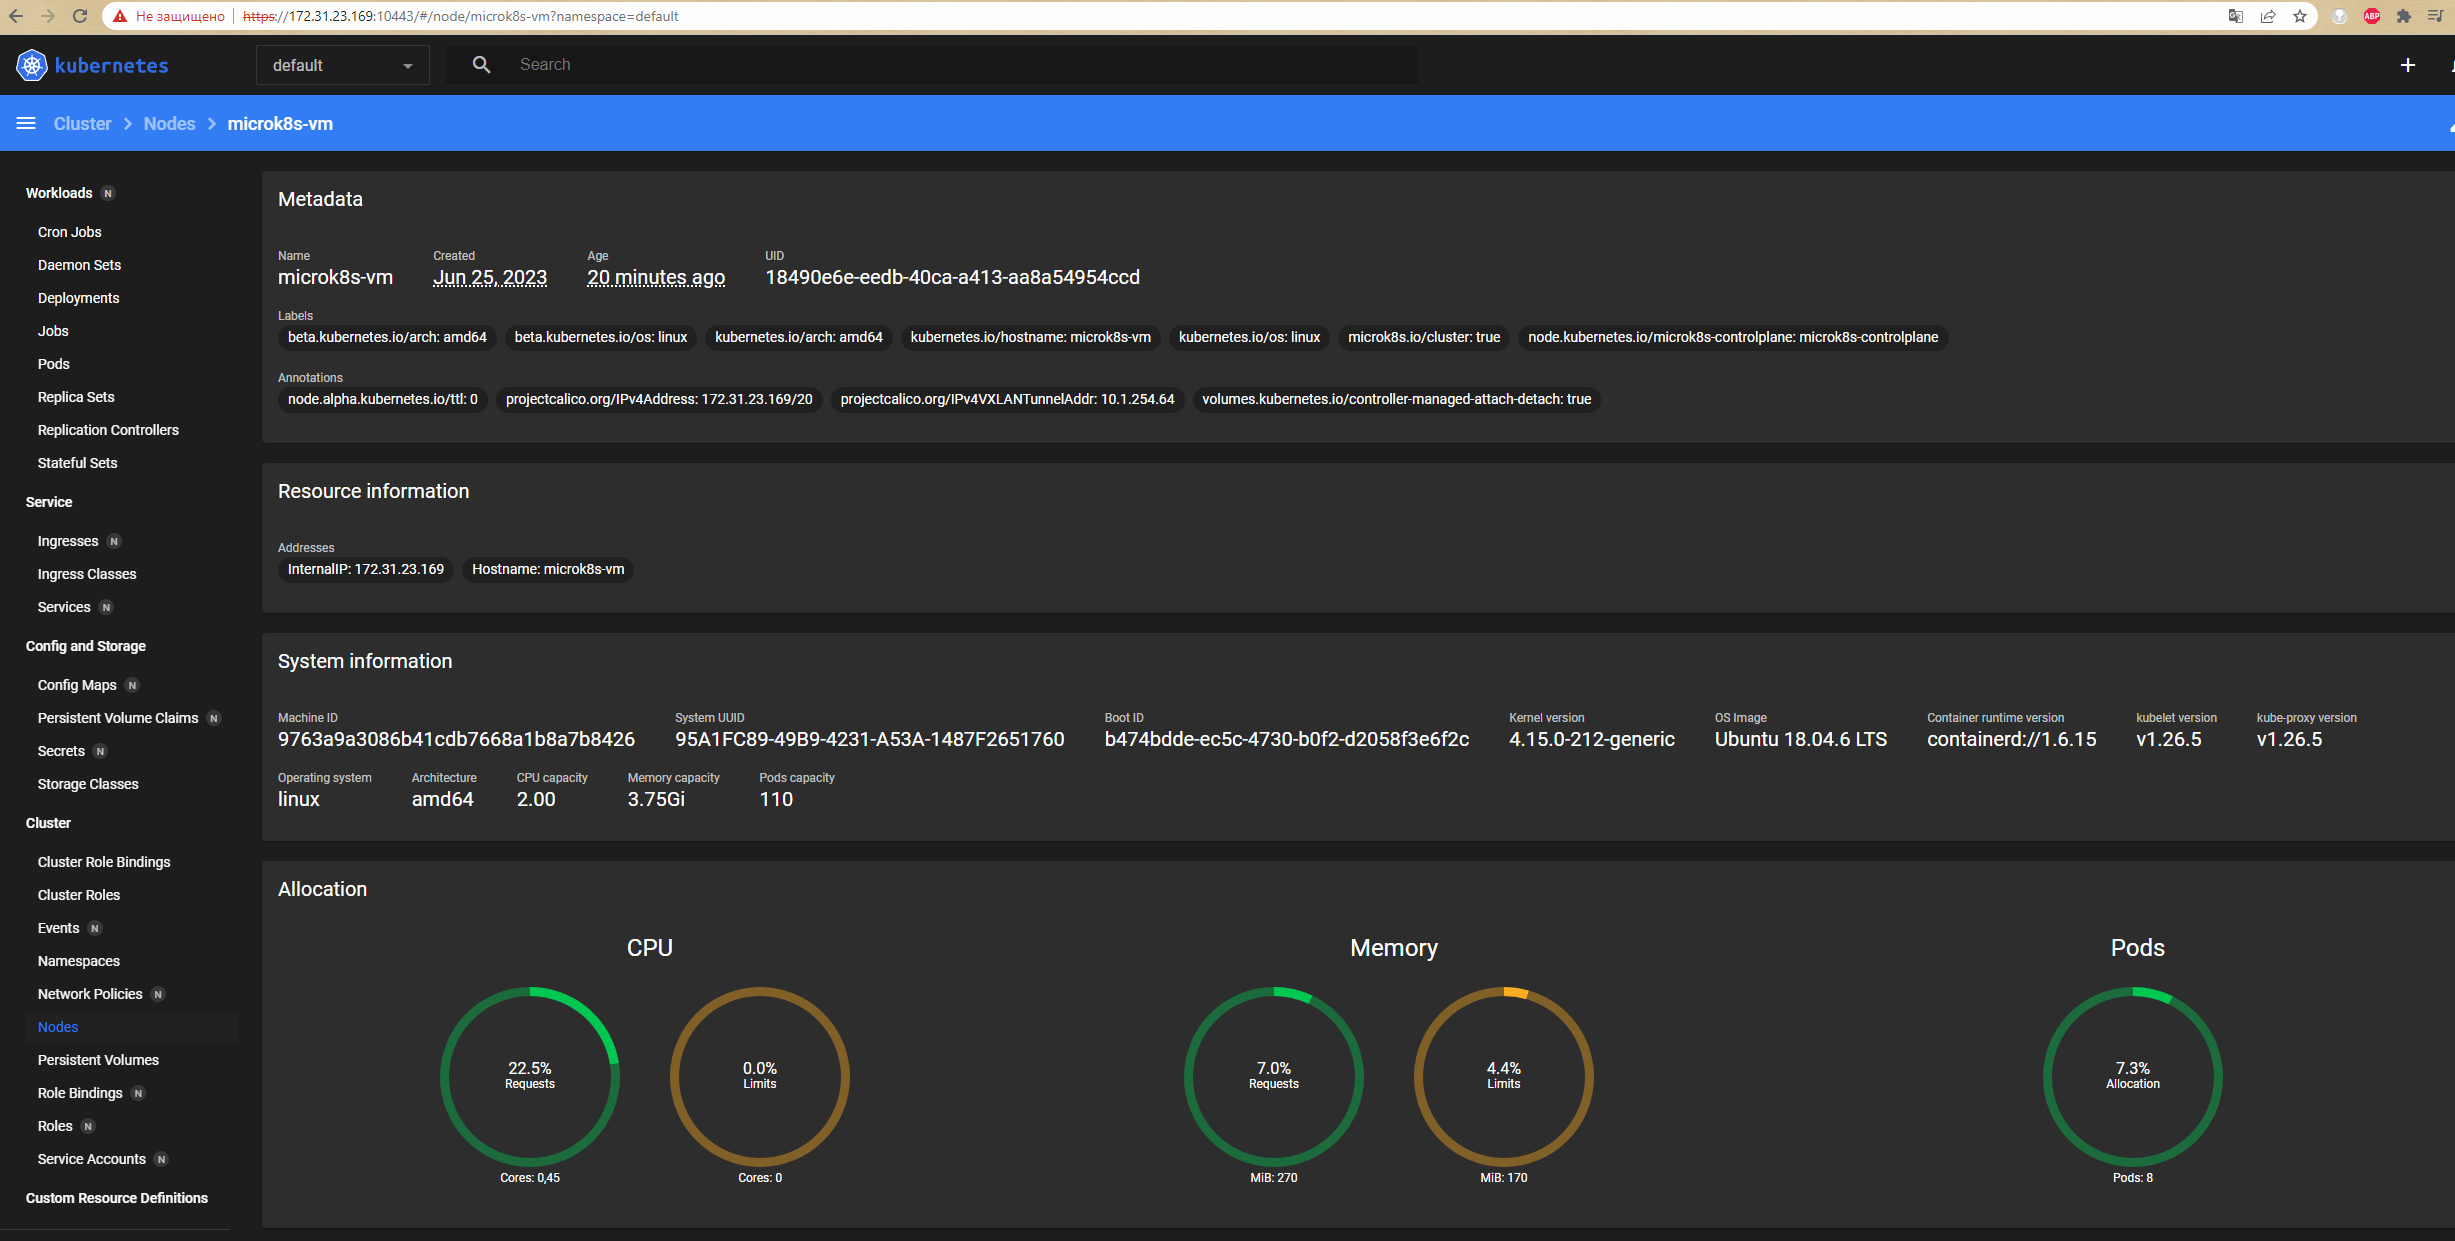 Не защищено https://172.31.23.169:10443/#/node/microk8s-vm?namespace=default
ABP
kubernetes default Search
Cluster Nodes microk8s-vm
Workloads N
Cron Jobs
Daemon Sets
Deployments
Jobs
Pods
Replica Sets
Replication Controllers
Stateful Sets
Service
Ingresses N
Ingress Classes
Services N
Config and Storage
Config Maps N
Persistent Volume Claims N
Secrets N
Storage Classes
Cluster
Cluster Role Bindings
Cluster Roles
Events N
Namespaces
Network Policies N
Nodes
Persistent Volumes
Role Bindings N
Roles N
Service Accounts N
Custom Resource Definitions
Metadata
Name Created Age UID
microk8s-vm Jun 25, 2023 20 minutes ago 18490e6e-eedb-40ca-a413-aa8a54954ccd
Labels
beta.kubernetes.io/arch: amd64 beta.kubernetes.io/os: linux kubernetes.io/arch: amd64 kubernetes.io/hostname: microk8s-vm kubernetes.io/os: linux microk8s.io/cluster: true node.kubernetes.io/microk8s-controlplane: microk8s-controlplane
Annotations
node.alpha.kubernetes.io/ttl: 0 projectcalico.org/IPv4Address: 172.31.23.169/20 projectcalico.org/IPv4VXLANTunnelAddr: 10.1.254.64 volumes.kubernetes.io/controller-managed-attach-detach: true
Resource information
Addresses
InternalIP: 172.31.23.169 Hostname: microk8s-vm
System information
Machine ID System UUID Boot ID Kernel version OS Image Container runtime version kubelet version kube-proxy version
9763a9a3086b41cdb7668a1b8a7b8426 95A1FC89-49B9-4231-A53A-1487F2651760 b474bdde-ec5c-4730-b0f2-d2058f3e6f2c 4.15.0-212-generic Ubuntu 18.04.6 LTS containerd://1.6.15 v1.26.5 v1.26.5
Operating system Architecture CPU capacity Memory capacity Pods capacity
linux amd64 2.00 3.75Gi 110
Allocation
CPU Memory Pods
22.5% 0.0% 7.0% 4.4% 7.3%
Requests Limits Requests Limits Allocation
Cores: 0,45 Cores: 0 MiB: 270 MiB: 170 Pods: 8